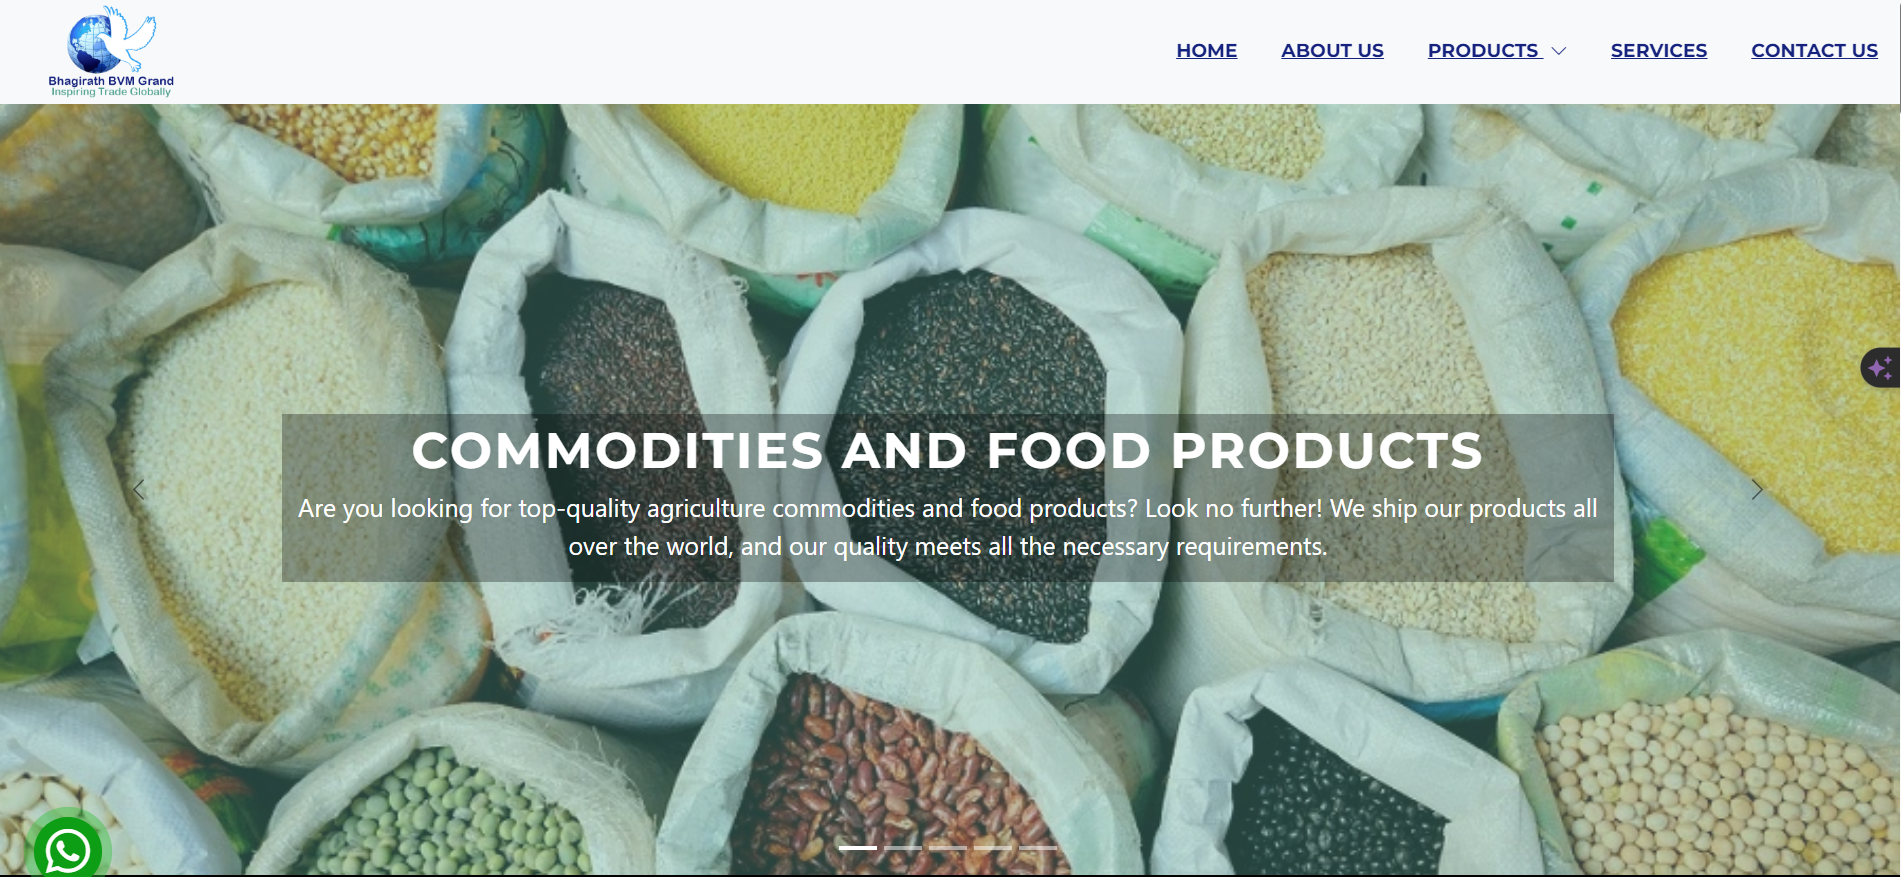 Bhagirath BVM Grand
Inspiring Trade Globally
HOME ABOUT US PRODUCTS SERVICES CONTACT US
COMMODITIES AND FOOD PRODUCTS
Are you looking for top-quality agriculture commodities and food products? Look no further! We ship our products all
over the world, and our quality meets all the necessary requirements.